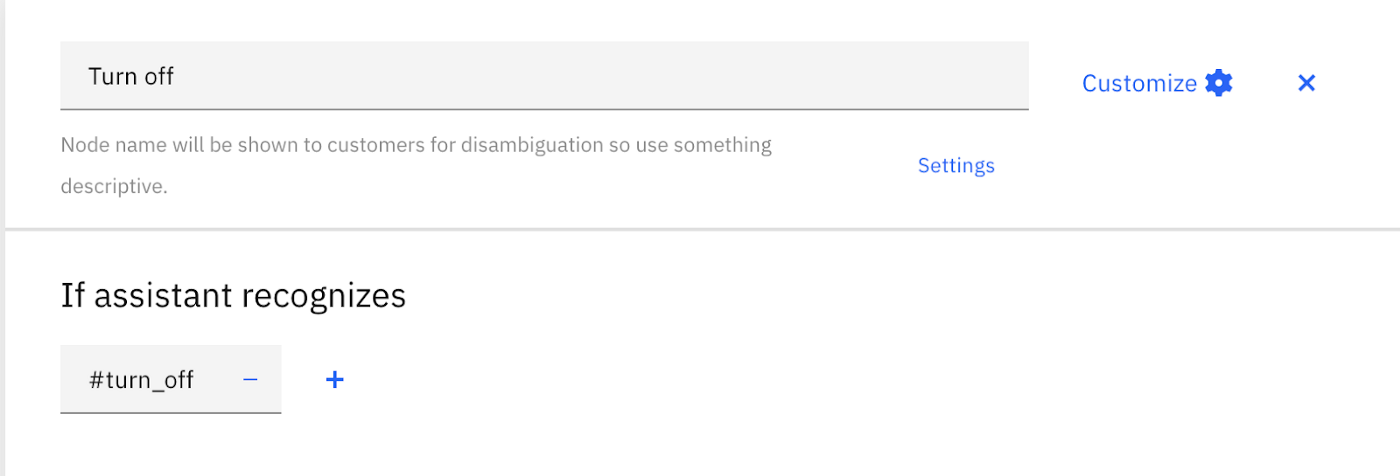 Turn off
Customize
Node name will be shown to customers for disambiguation so use something
descriptive.
Settings
If assistant recognizes
#turn_off